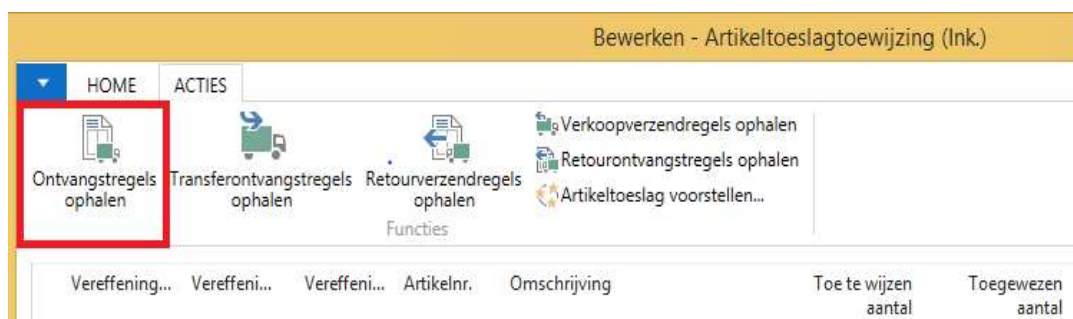 Bewerken - Artikeltoeslagtoewijzing (Ink.)
HOME ACTIES
Ontvangstregels
ophalen
Transferontvangstregels
ophalen
Retourverzendregels
ophalen
Verkoopverzendregels ophalen
Retourontvangstregels ophalen
Artikeltoeslag voorstellen...
Functies
Vereffening... Vereffeni... Vereffeni... Artikelnr. Omschrijving Toe te wijzen Toegewezen
aantal aantal